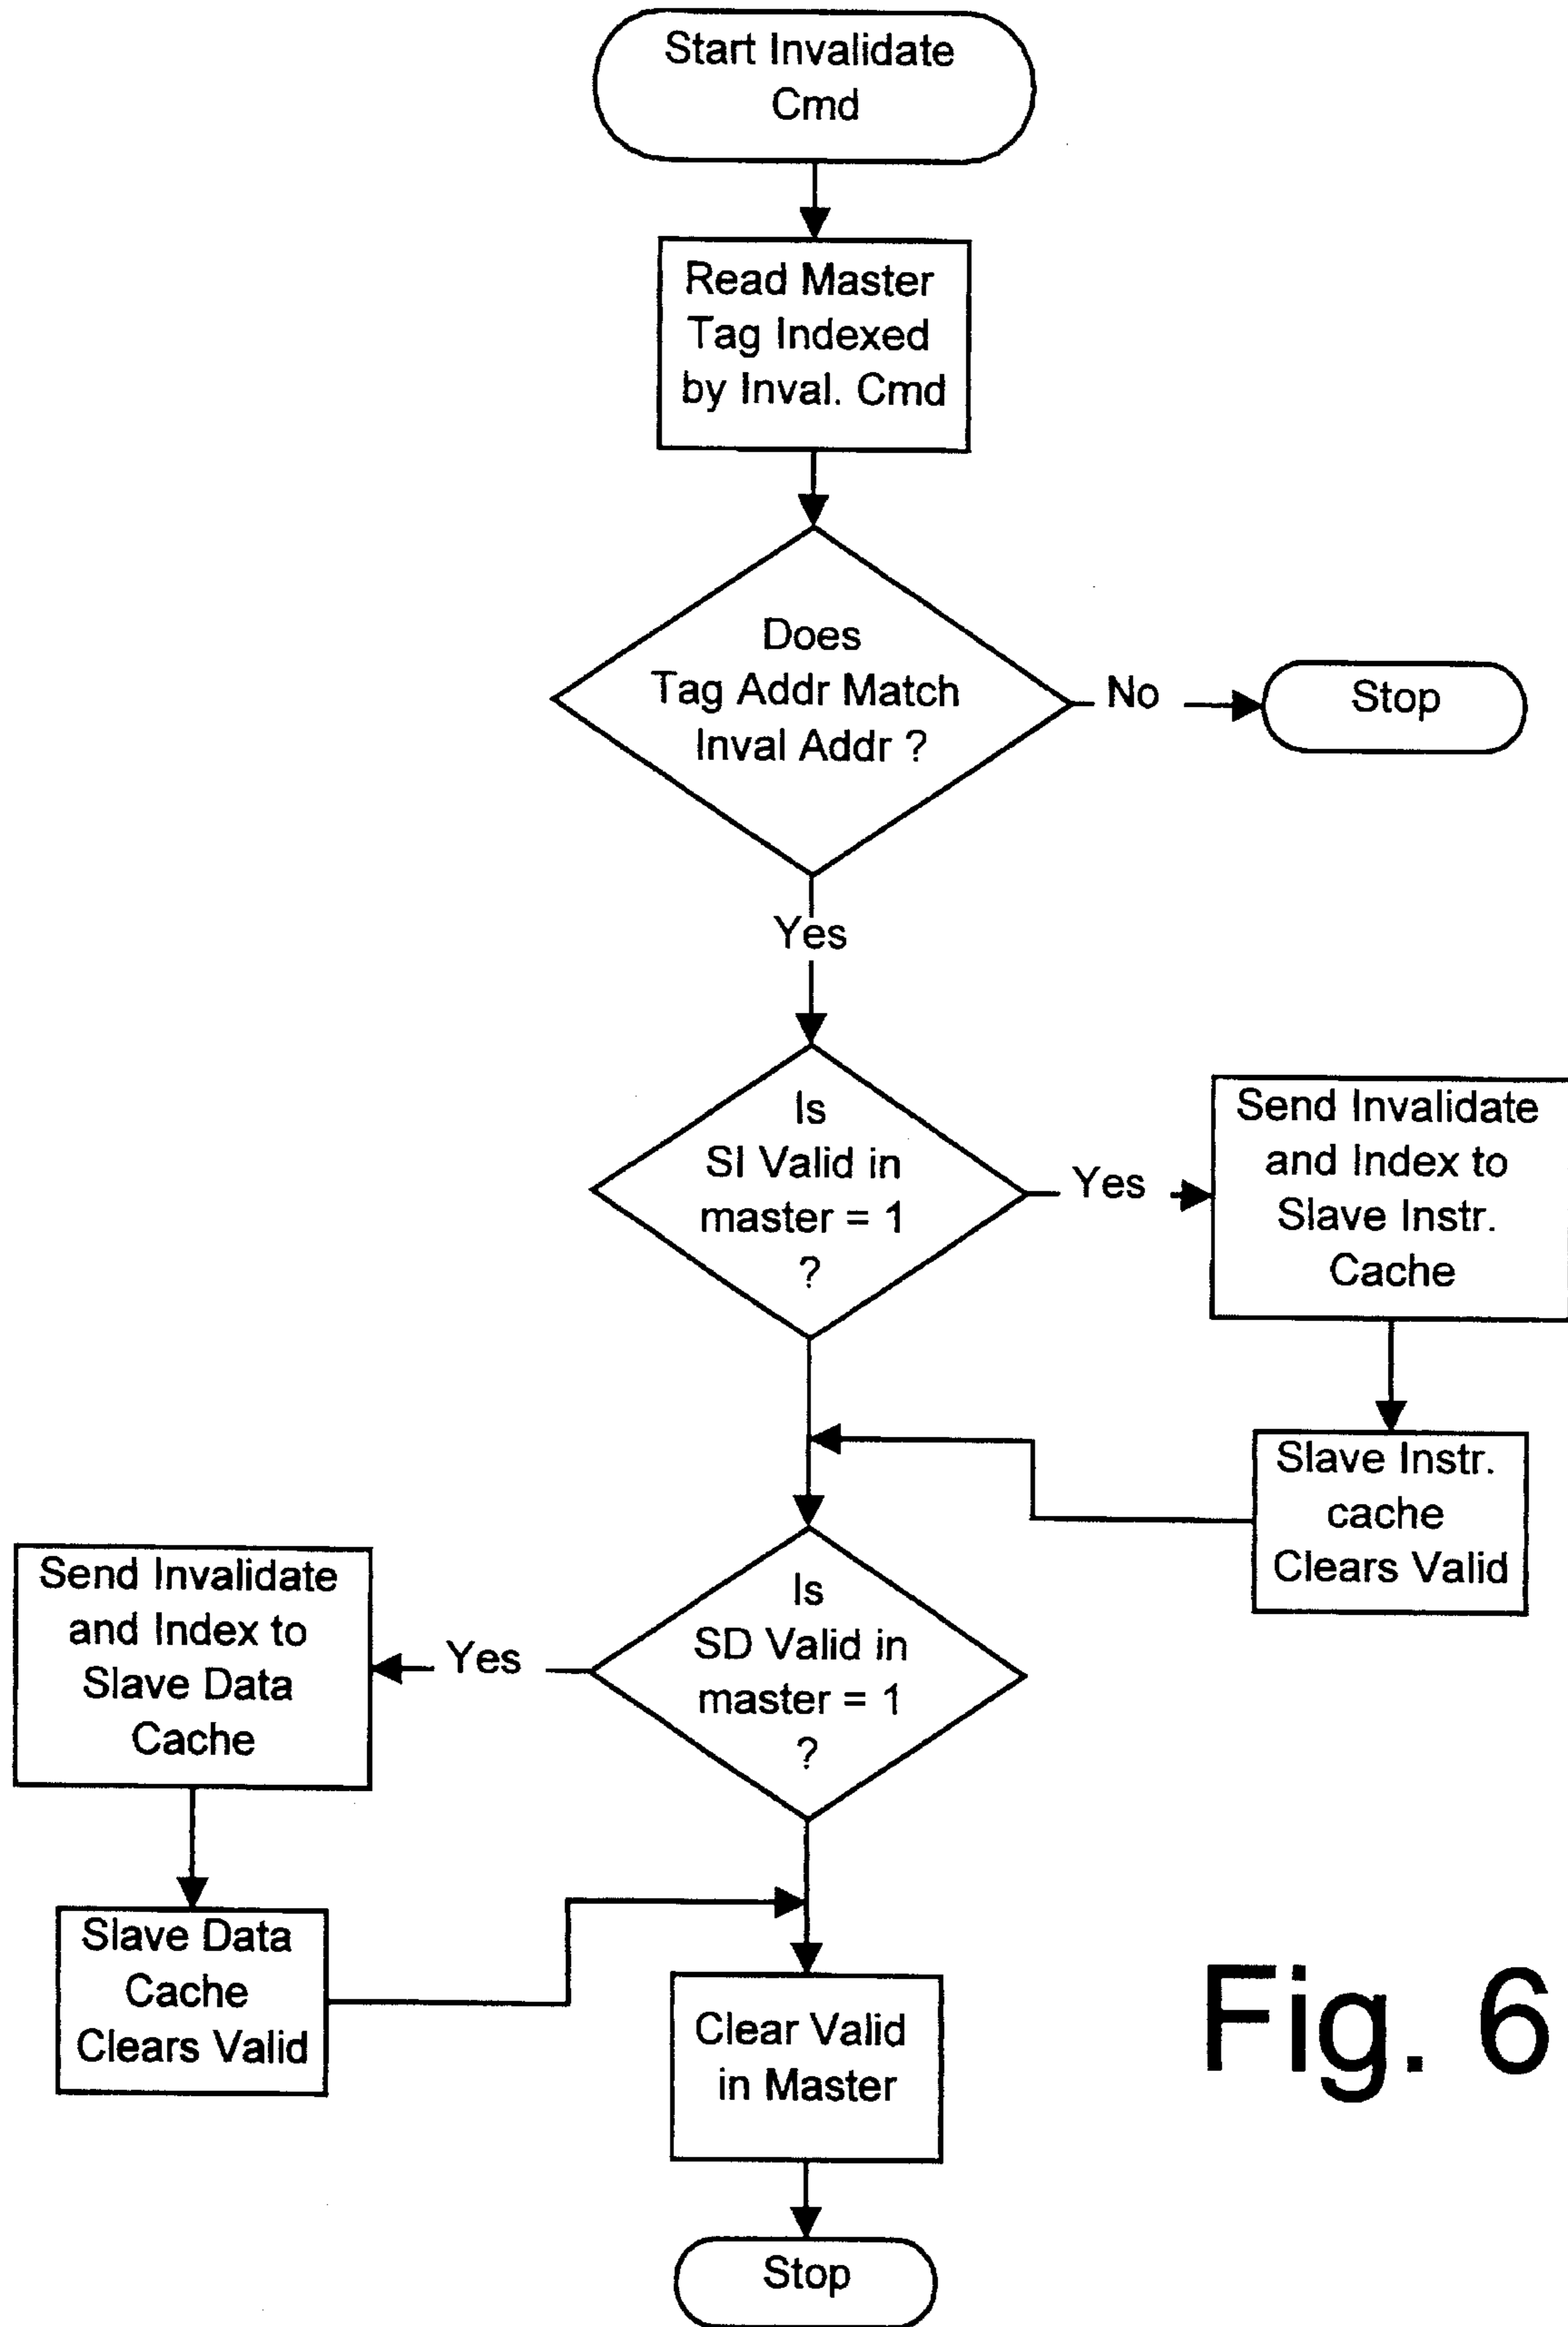 Start Invalidate
Cmd
Read Master
Tag Indexed
by Inval. Cmd
Does
Tag Addr Match
Inval Addr ?
No
Stop
Yes
Is
SI Valid in
master = 1
?
Yes
Send Invalidate
and Index to
Slave Instr.
Cache
Slave Instr.
cache
Clears Valid
Is
SD Valid in
master = 1
?
Yes
Send Invalidate
and Index to
Slave Data
Cache
Slave Data
Cache
Clears Valid
Clear Valid
in Master
Stop
Fig. 6